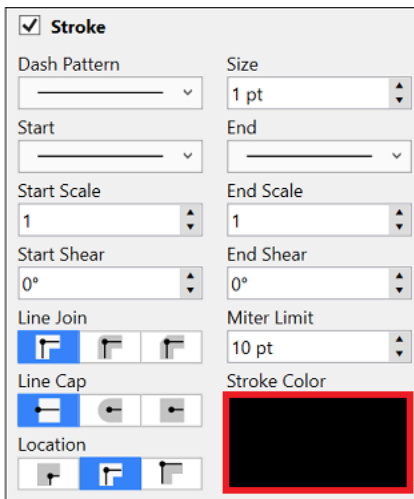 Stroke
Dash Pattern Size
1 pt
Start End
Start Scale End Scale
1 1
Start Shear End Shear
0° 0°
Line Join Miter Limit
10 pt
Line Cap Stroke Color
Location